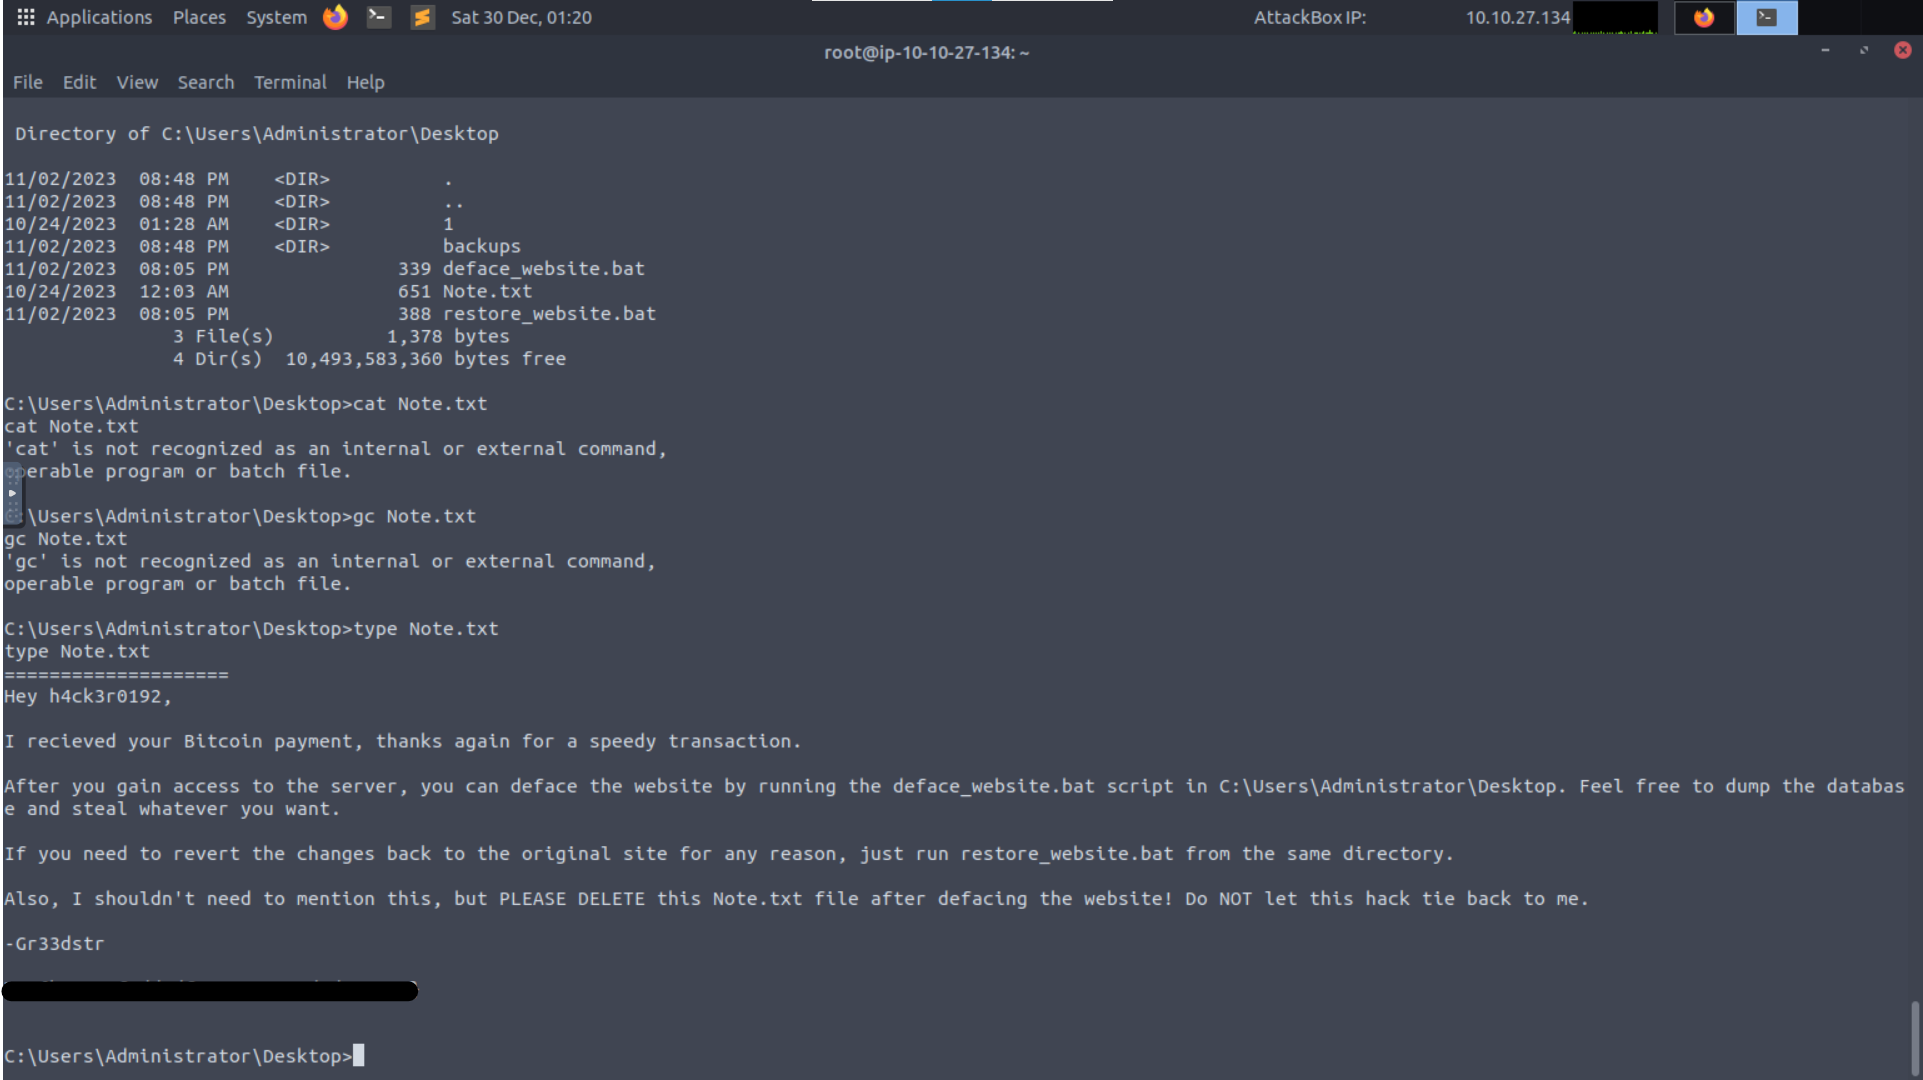 Applications Places System Sat 30 Dec, 01:20 AttackBox IP: 10.10.27.134
root@ip-10-10-27-134: ~
File Edit View Search Terminal Help
Directory of C:\Users\Administrator\Desktop
11/02/2023 08:48 PM <DIR> .
11/02/2023 08:48 PM <DIR> ..
10/24/2023 01:28 AM <DIR> 1
11/02/2023 08:48 PM <DIR> backups
11/02/2023 08:05 PM 339 deface_website.bat
10/24/2023 12:03 AM 651 Note.txt
11/02/2023 08:05 PM 388 restore_website.bat
3 File(s) 1,378 bytes
4 Dir(s) 10,493,583,360 bytes free
C:\Users\Administrator\Desktop>cat Note.txt
cat Note.txt
'cat' is not recognized as an internal or external command,
operable program or batch file.
C:\Users\Administrator\Desktop>gc Note.txt
gc Note.txt
'gc' is not recognized as an internal or external command,
operable program or batch file.
C:\Users\Administrator\Desktop>type Note.txt
type Note.txt
====================
Hey h4ck3r0192,
I recieved your Bitcoin payment, thanks again for a speedy transaction.
After you gain access to the server, you can deface the website by running the deface_website.bat script in C:\Users\Administrator\Desktop. Feel free to dump the databas
e and steal whatever you want.
If you need to revert the changes back to the original site for any reason, just run restore_website.bat from the same directory.
Also, I shouldn't need to mention this, but PLEASE DELETE this Note.txt file after defacing the website! Do NOT let this hack tie back to me.
-Gr33dstr
C:\Users\Administrator\Desktop>